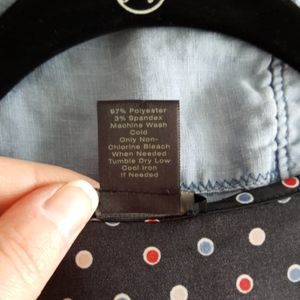 97% Polyester
3% Spandex
Machine Wash
Cold
Only Non-
Chlorine Bleach
When Needed
Tumble Dry Low
Cool Iron
If Needed